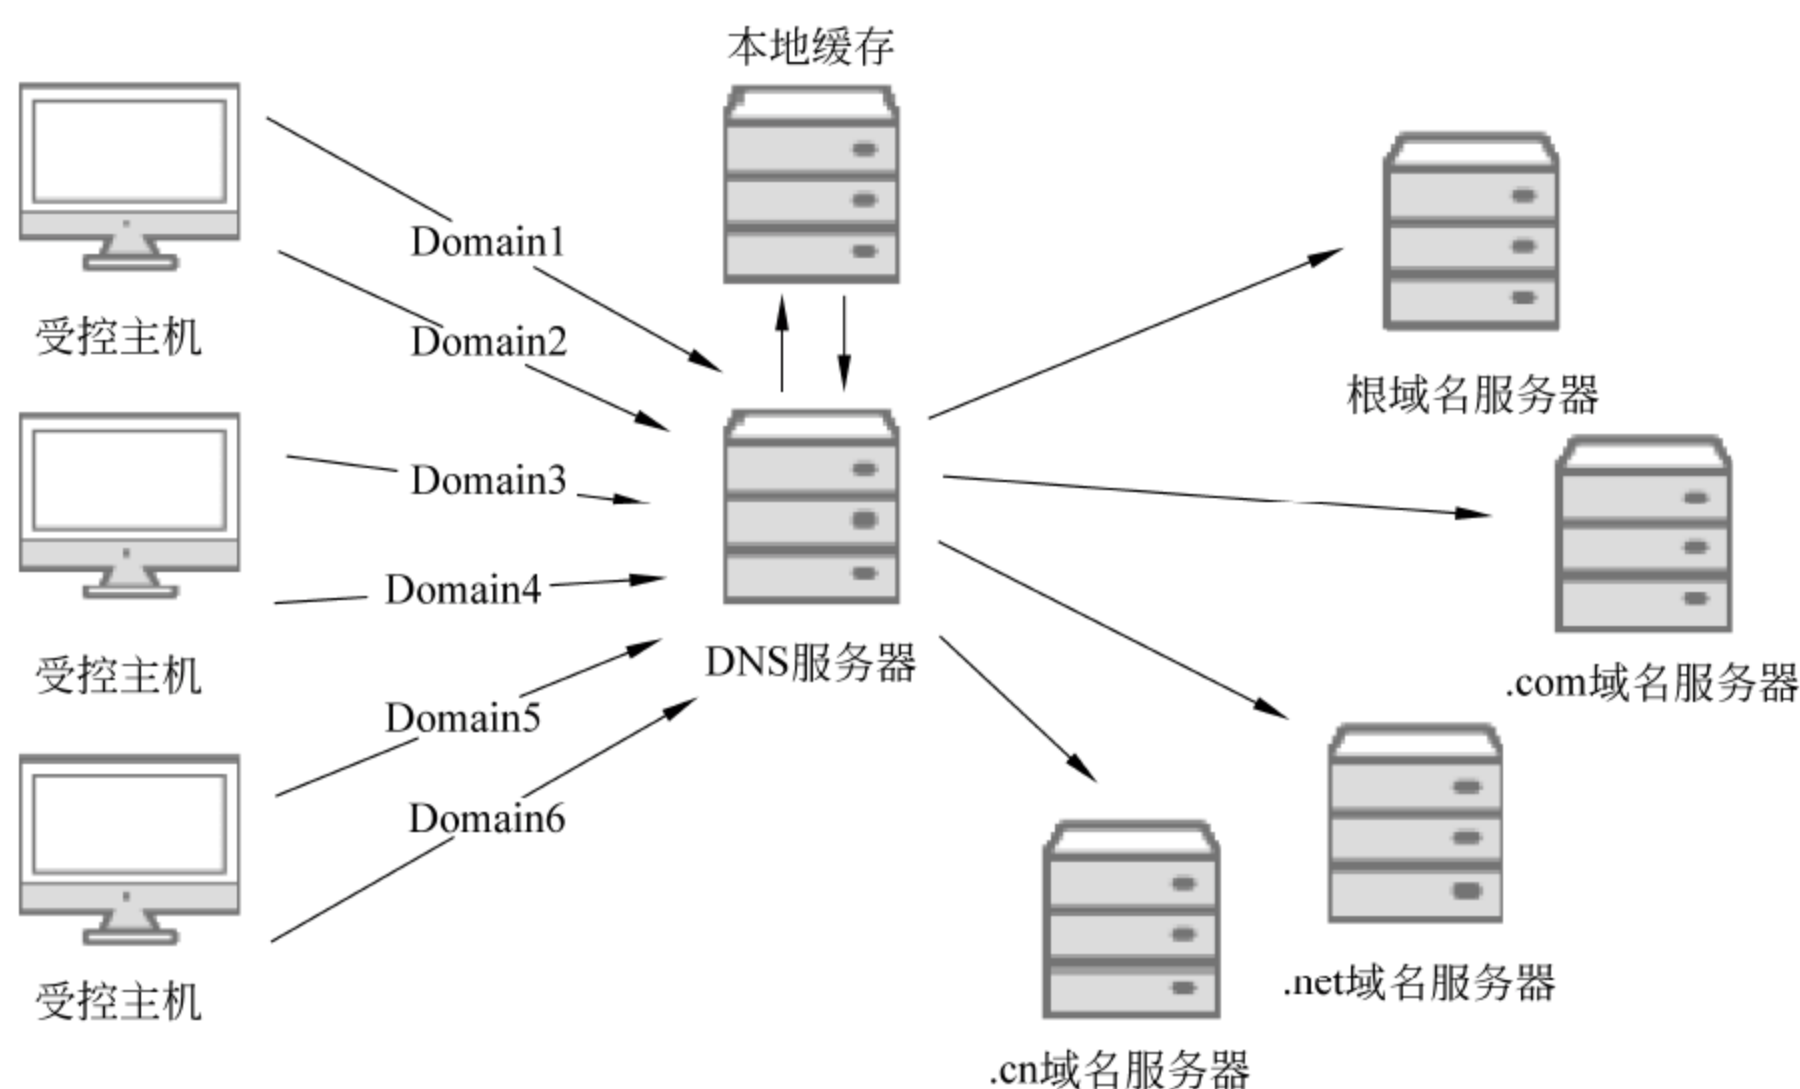 本地缓存
Domain1
受控主机
Domain2
根域名服务器
Domain3
Domain4
受控主机
DNS服务器
.com域名服务器
Domain5
Domain6
受控主机
.net域名服务器
.cn域名服务器